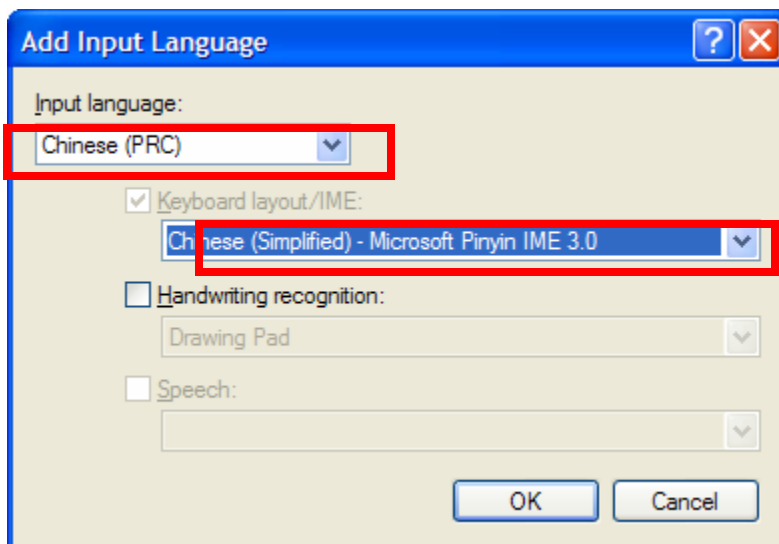 Add Input Language
Input language:
Chinese (PRC)
Keyboard layout/IME:
Chinese (Simplified) - Microsoft Pinyin IME 3.0
Handwriting recognition:
Drawing Pad
Speech:
OK Cancel